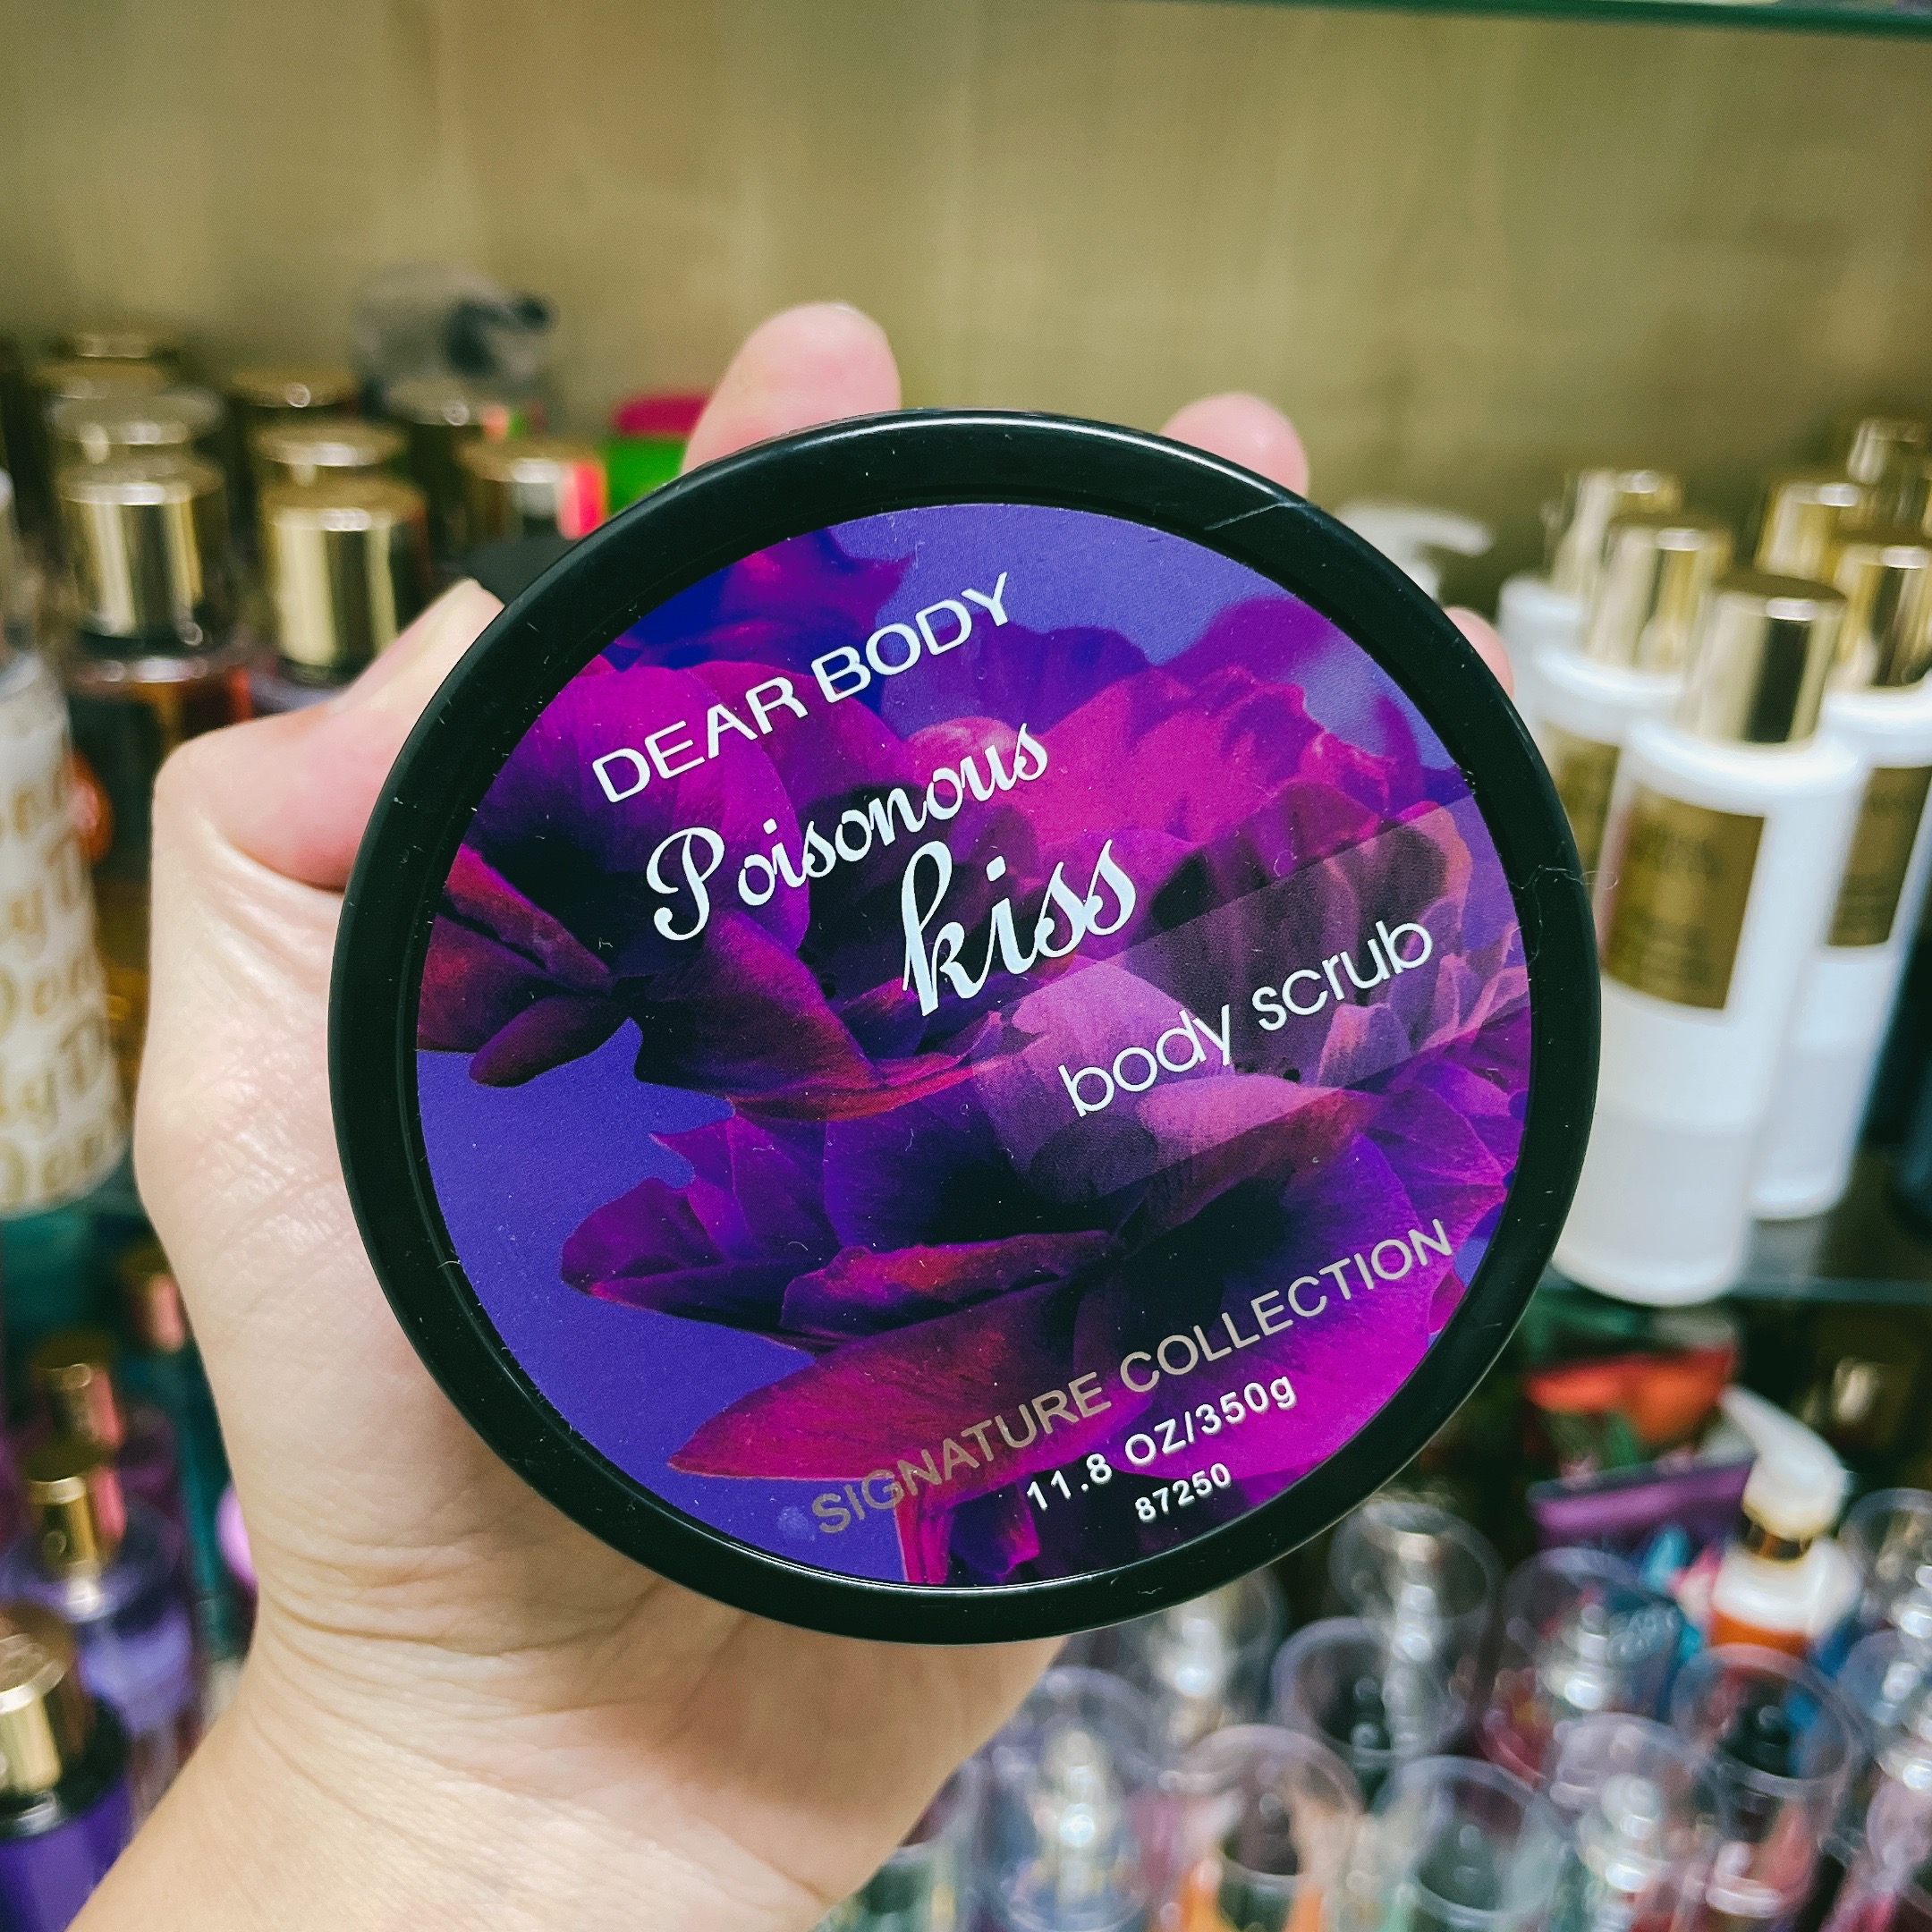 DEAR BODY
Poisonous
kiss
body scrub
SIGNATURE COLLECTION
11.8 OZ/350g
87250